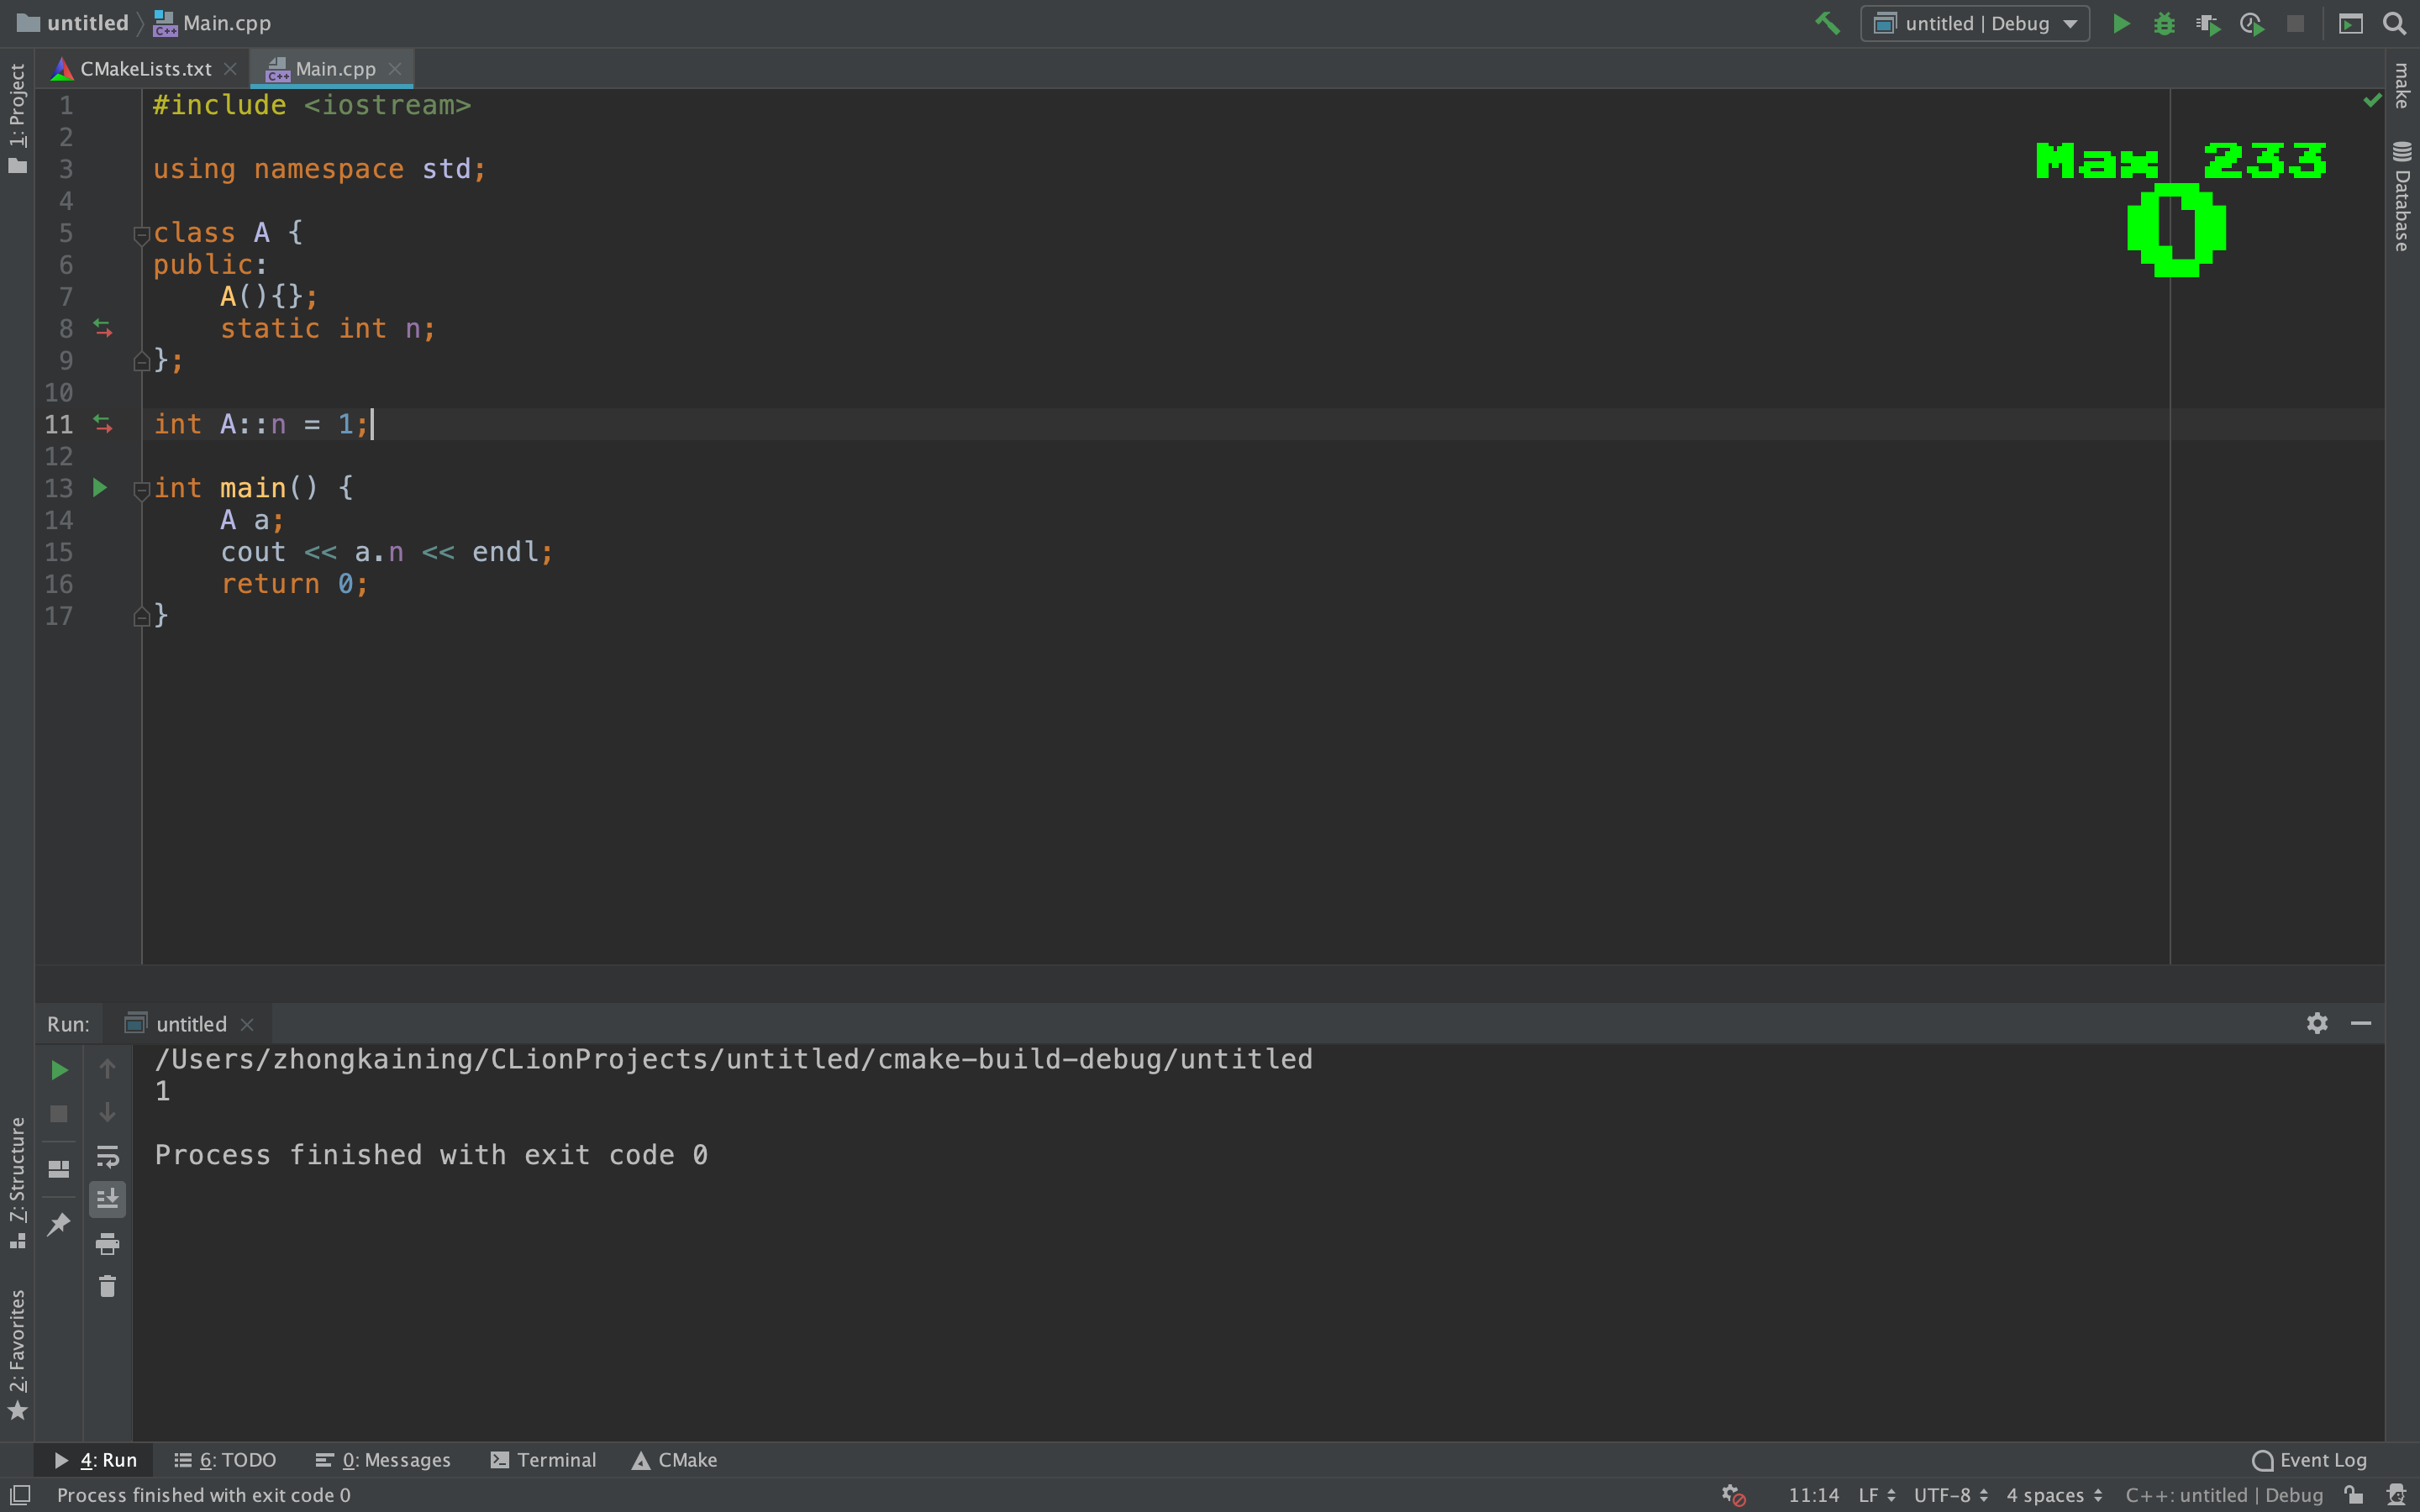 untitled Main.cpp untitled | Debug
CMakeLists.txt Main.cpp
1 #include <iostream>
2
3 using namespace std;
4
5 class A {
6 public:
7     A(){};
8     static int n;
9 };
10
11 int A::n = 1;
12
13 int main() {
14     A a;
15     cout << a.n << endl;
16     return 0;
17 }
Max 233
0
1: Project
7: Structure
2: Favorites
make
Database
Run: untitled
/Users/zhongkaining/CLionProjects/untitled/cmake-build-debug/untitled
1
Process finished with exit code 0
4: Run 6: TODO 0: Messages Terminal CMake Event Log
Process finished with exit code 0 11:14 LF UTF-8 4 spaces C++: untitled | Debug